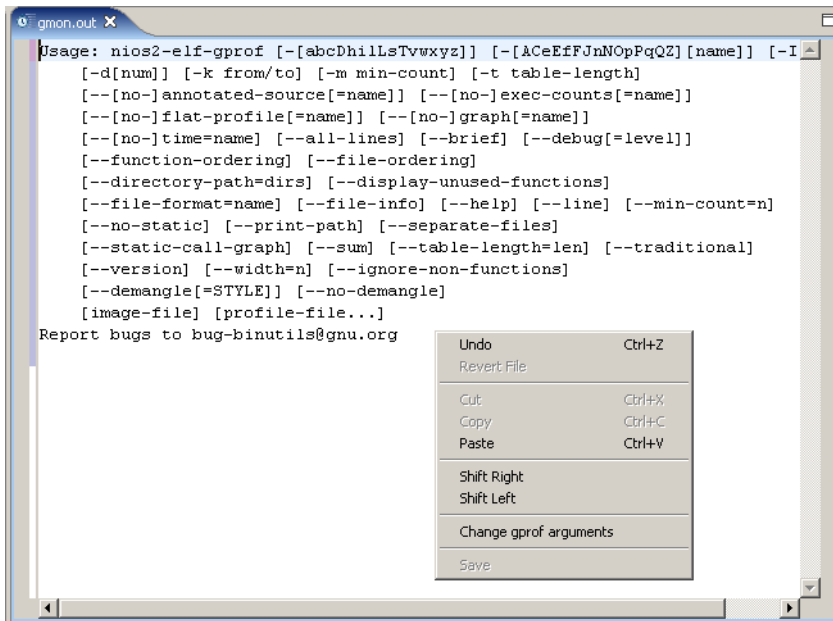 gmon.out
Usage: nios2-elf-gprof [-[abcDhilLsTvwxyz]] [-[ACeEfFJnNOpPqQZ][name]] [-I
[-d[num]] [-k from/to] [-m min-count] [-t table-length]
[--[no-]annotated-source[=name]] [--[no-]exec-counts[=name]]
[--[no-]flat-profile[=name]] [--[no-]graph[=name]]
[--[no-]time=name] [--all-lines] [--brief] [--debug[=level]]
[--function-ordering] [--file-ordering]
[--directory-path=dirs] [--display-unused-functions]
[--file-format=name] [--file-info] [--help] [--line] [--min-count=n]
[--no-static] [--print-path] [--separate-files]
[--static-call-graph] [--sum] [--table-length=len] [--traditional]
[--version] [--width=n] [--ignore-non-functions]
[--demangle[=STYLE]] [--no-demangle]
[image-file] [profile-file...]
Report bugs to bug-binutils@gnu.org
Undo Ctrl+Z
Revert File
Cut Ctrl+X
Copy Ctrl+C
Paste Ctrl+V
Shift Right
Shift Left
Change gprof arguments
Save